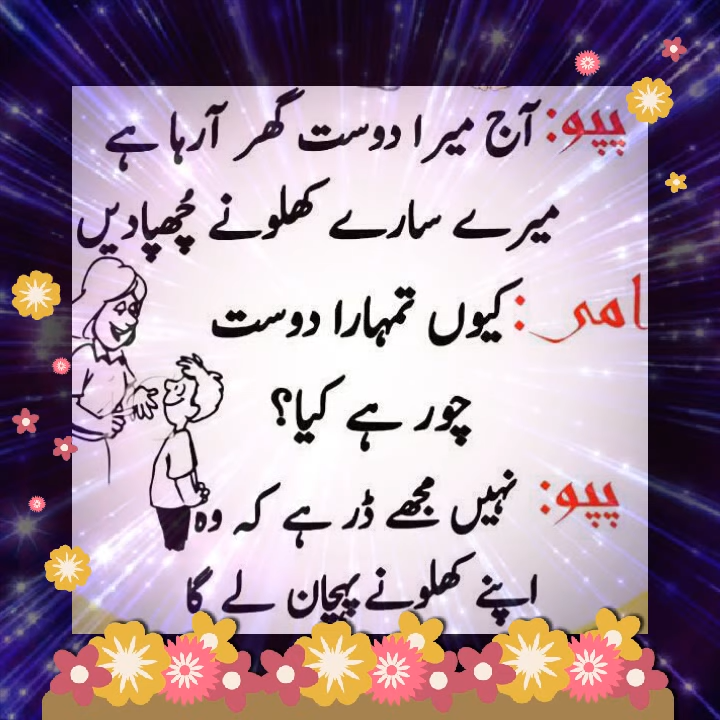 پپو: آج میرا دوست گھر آرہا ہے
میرے سارے کھلونے چُھپادیں
امی: کیوں تمہارا دوست
چور ہے کیا؟
پپو: نہیں مجھے ڈر ہے کہ وہ
اپنے کھلونے پہچان لے گا